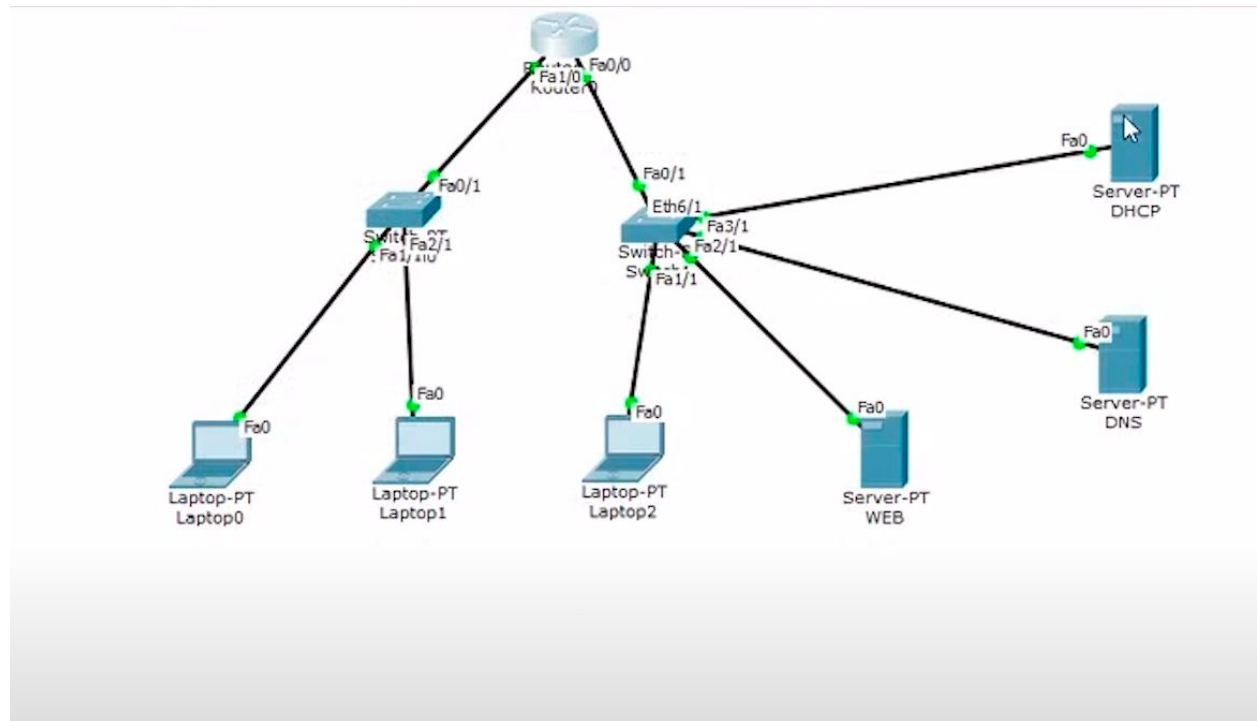 Fa0/0
Fa1/0
Router0
Fa0/1
Fa2/1
Fa0/1
Eth6/1
Fa3/1
Fa2/1
Fa1/1
Fa0
Server-PT
DHCP
Fa0
Server-PT
DNS
Fa0
Laptop-PT
Laptop0
Fa0
Laptop-PT
Laptop1
Fa0
Laptop-PT
Laptop2
Fa0
Server-PT
WEB